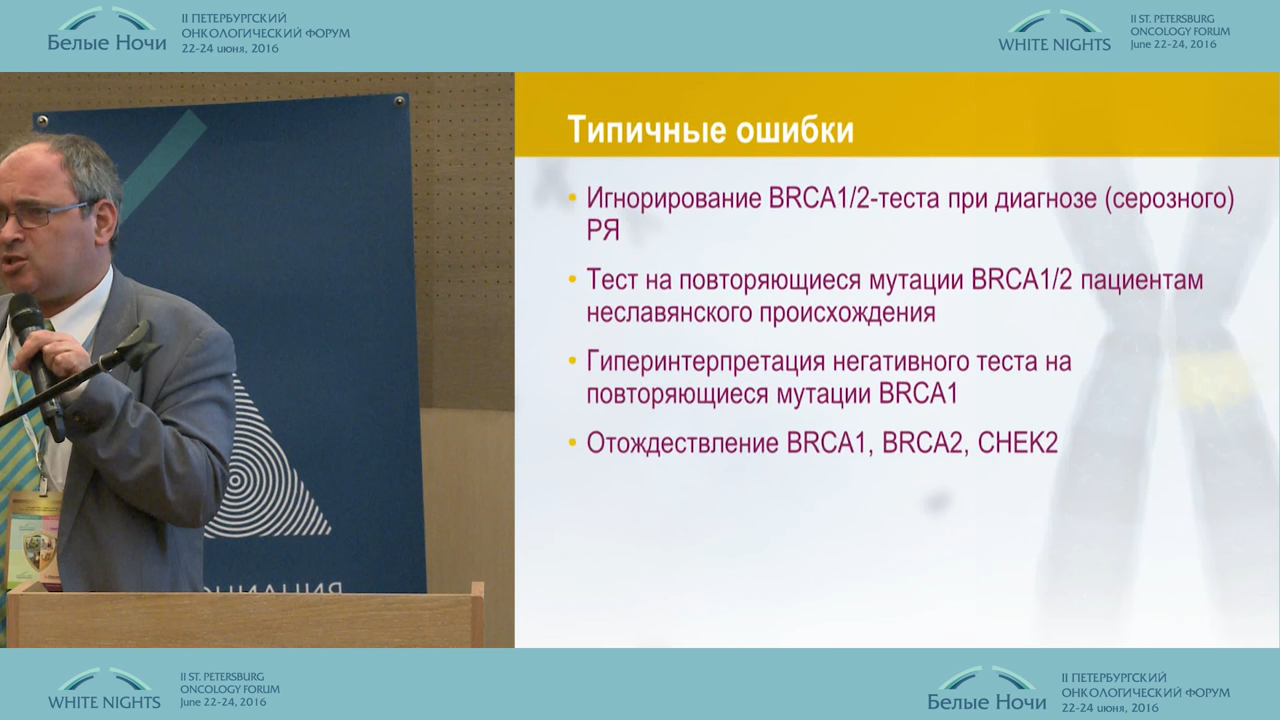 II ПЕТЕРБУРГСКИЙ
ОНКОЛОГИЧЕСКИЙ ФОРУМ
Белые Ночи
22-24 июня, 2016
II ST. PETERSBURG
ONCOLOGY FORUM
WHITE NIGHTS
June 22-24, 2016
Типичные ошибки
• Игнорирование BRCA1/2-теста при диагнозе (серозного)
РЯ
• Тест на повторяющиеся мутации BRCA1/2 пациентам
неславянского происхождения
• Гиперинтерпретация негативного теста на
повторяющиеся мутации BRCA1
• Отождествление BRCA1, BRCA2, CHEK2
II ST. PETERSBURG
ONCOLOGY FORUM
WHITE NIGHTS
June 22-24, 2016
II ПЕТЕРБУРГСКИЙ
ОНКОЛОГИЧЕСКИЙ ФОРУМ
Белые Ночи
22-24 июня, 2016